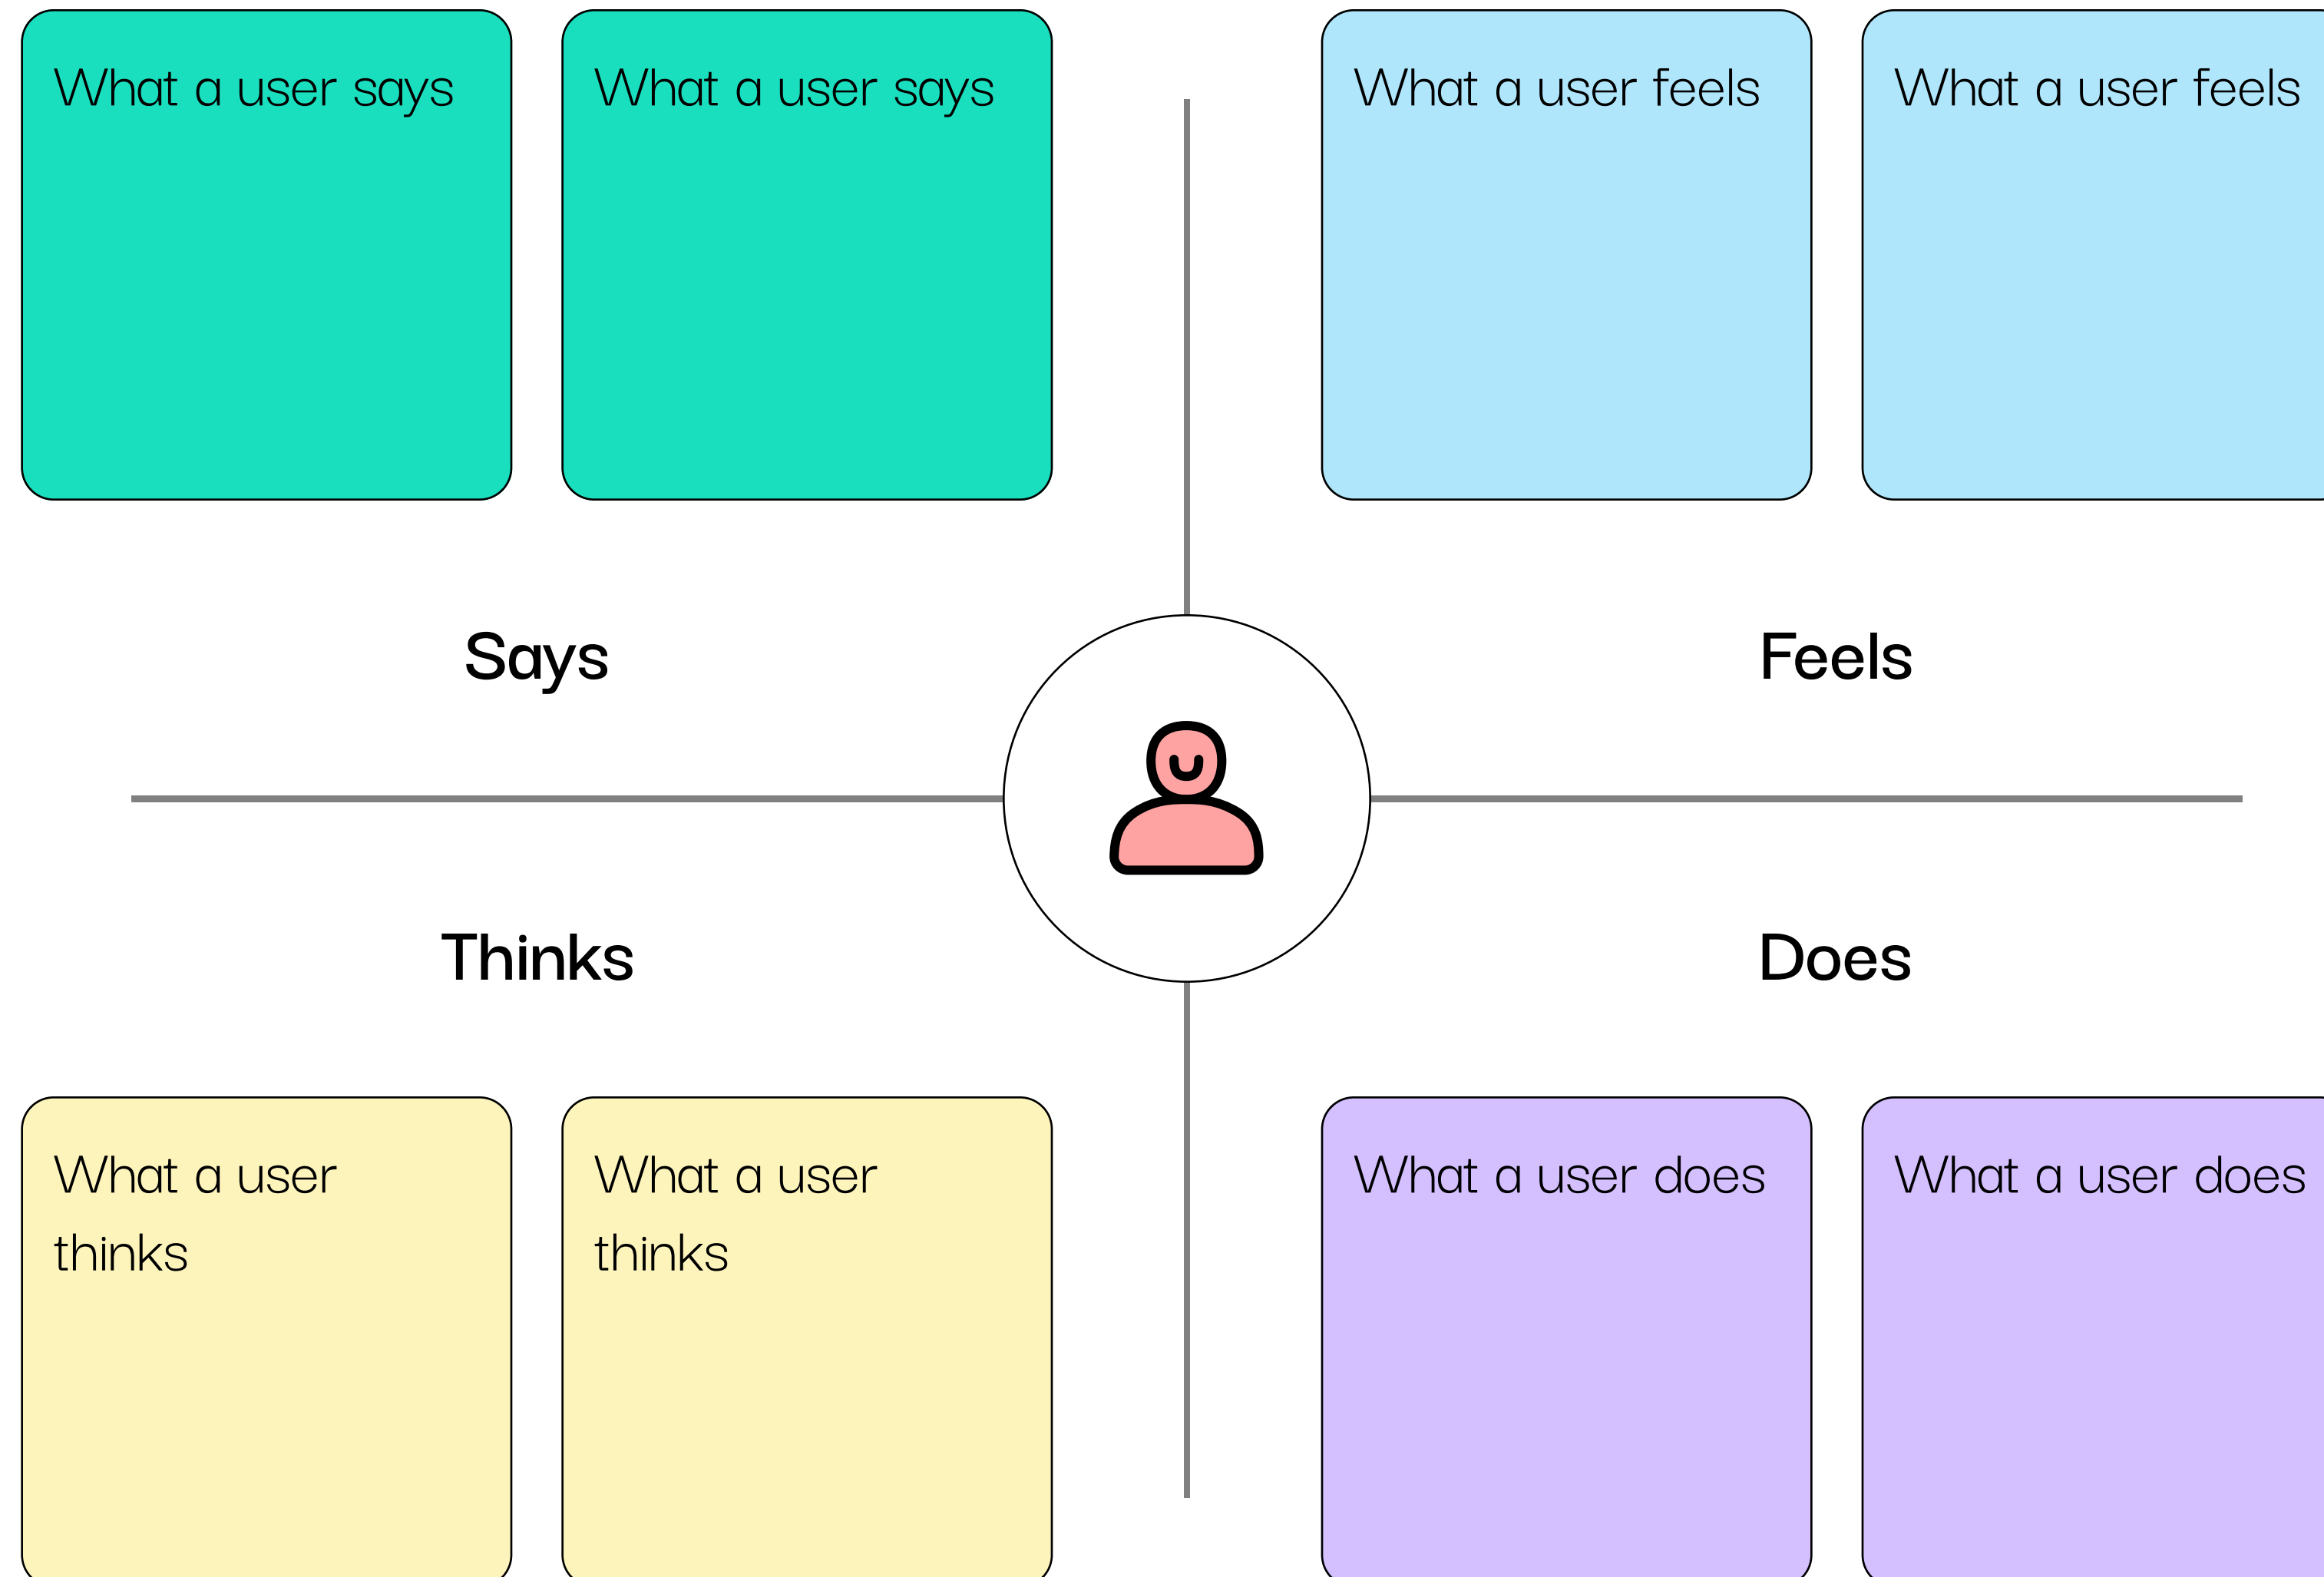 What a user says
What a user says
What a user feels
What a user feels
Says
Feels
Thinks
Does
What a user
thinks
What a user
thinks
What a user does
What a user does